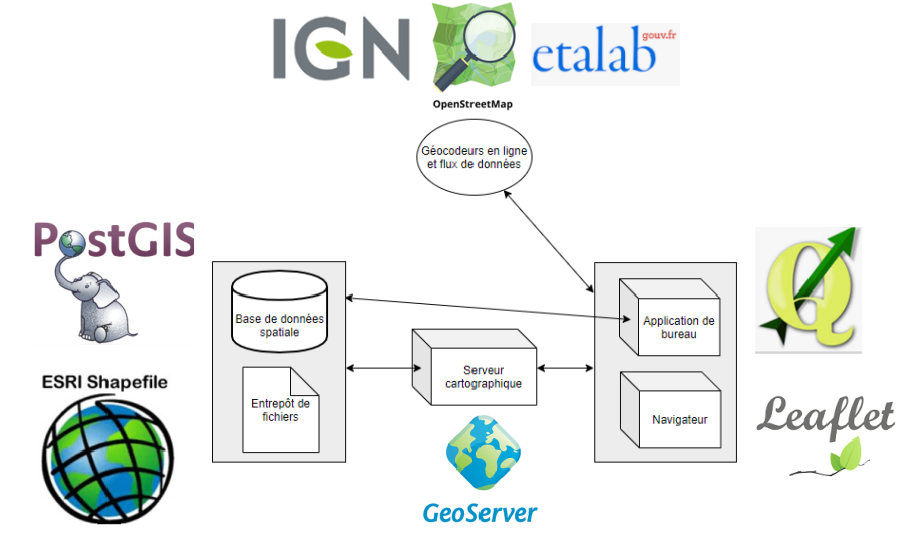 IGN
OpenStreetMap
etalab
gouv.fr
Géocodeurs en ligne
et flux de données
PostGIS
Base de données
spatiale
Application de
bureau
Serveur
cartographique
ESRI Shapefile
Entrepôt de
fichiers
Navigateur
Leaflet
GeoServer